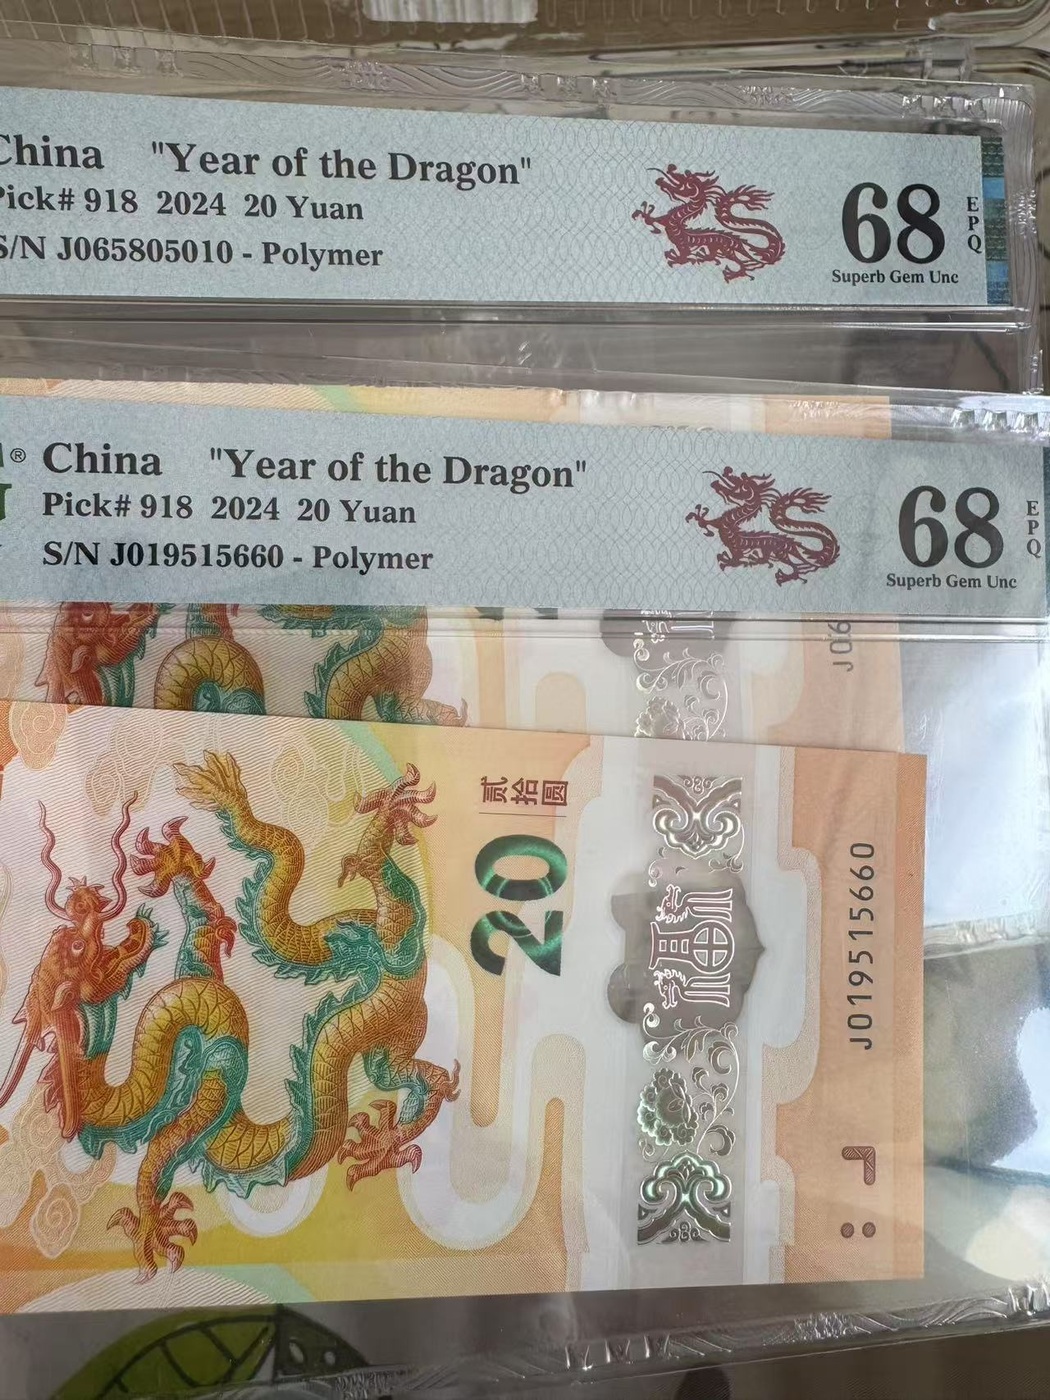 China "Year of the Dragon"
Pick# 918 2024 20 Yuan
S/N J065805010 - Polymer
68
EPQ
Superb Gem Unc
® China "Year of the Dragon"
Pick# 918 2024 20 Yuan
S/N J019515660 - Polymer
68
EPQ
Superb Gem Unc
J06
贰拾圓
20
J019515660